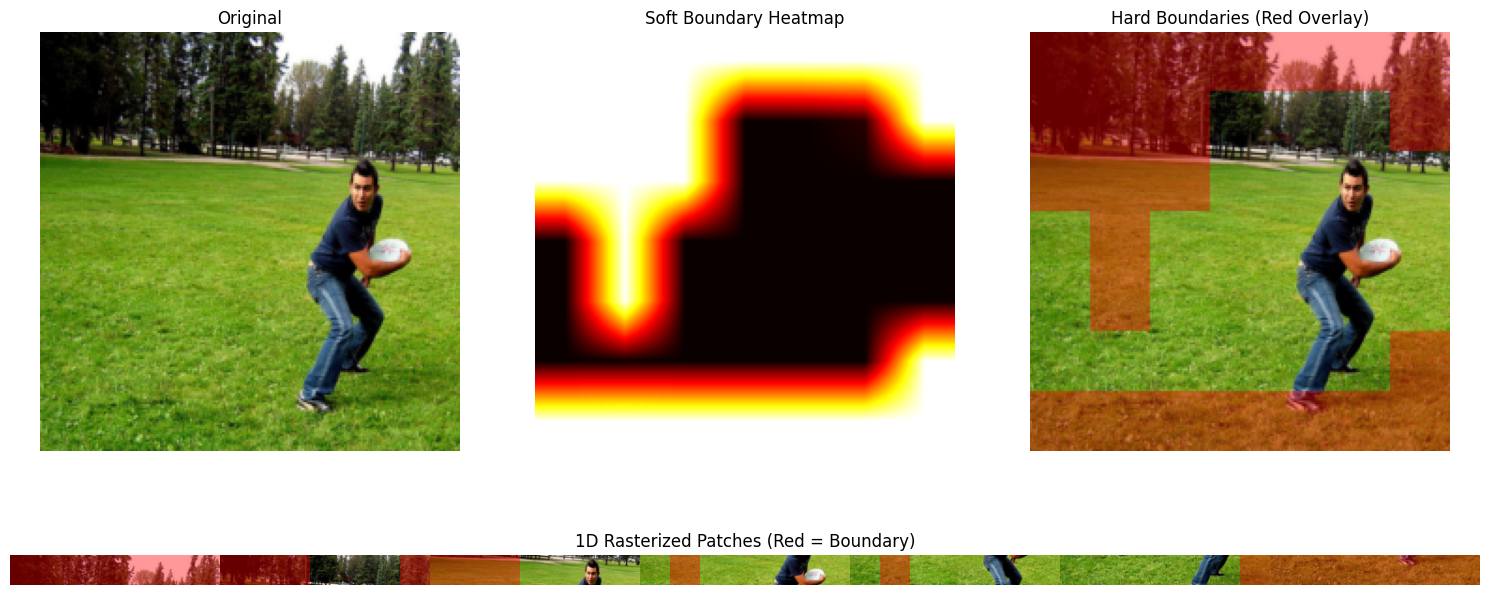 Original
Soft Boundary Heatmap
Hard Boundaries (Red Overlay)
1D Rasterized Patches (Red = Boundary)